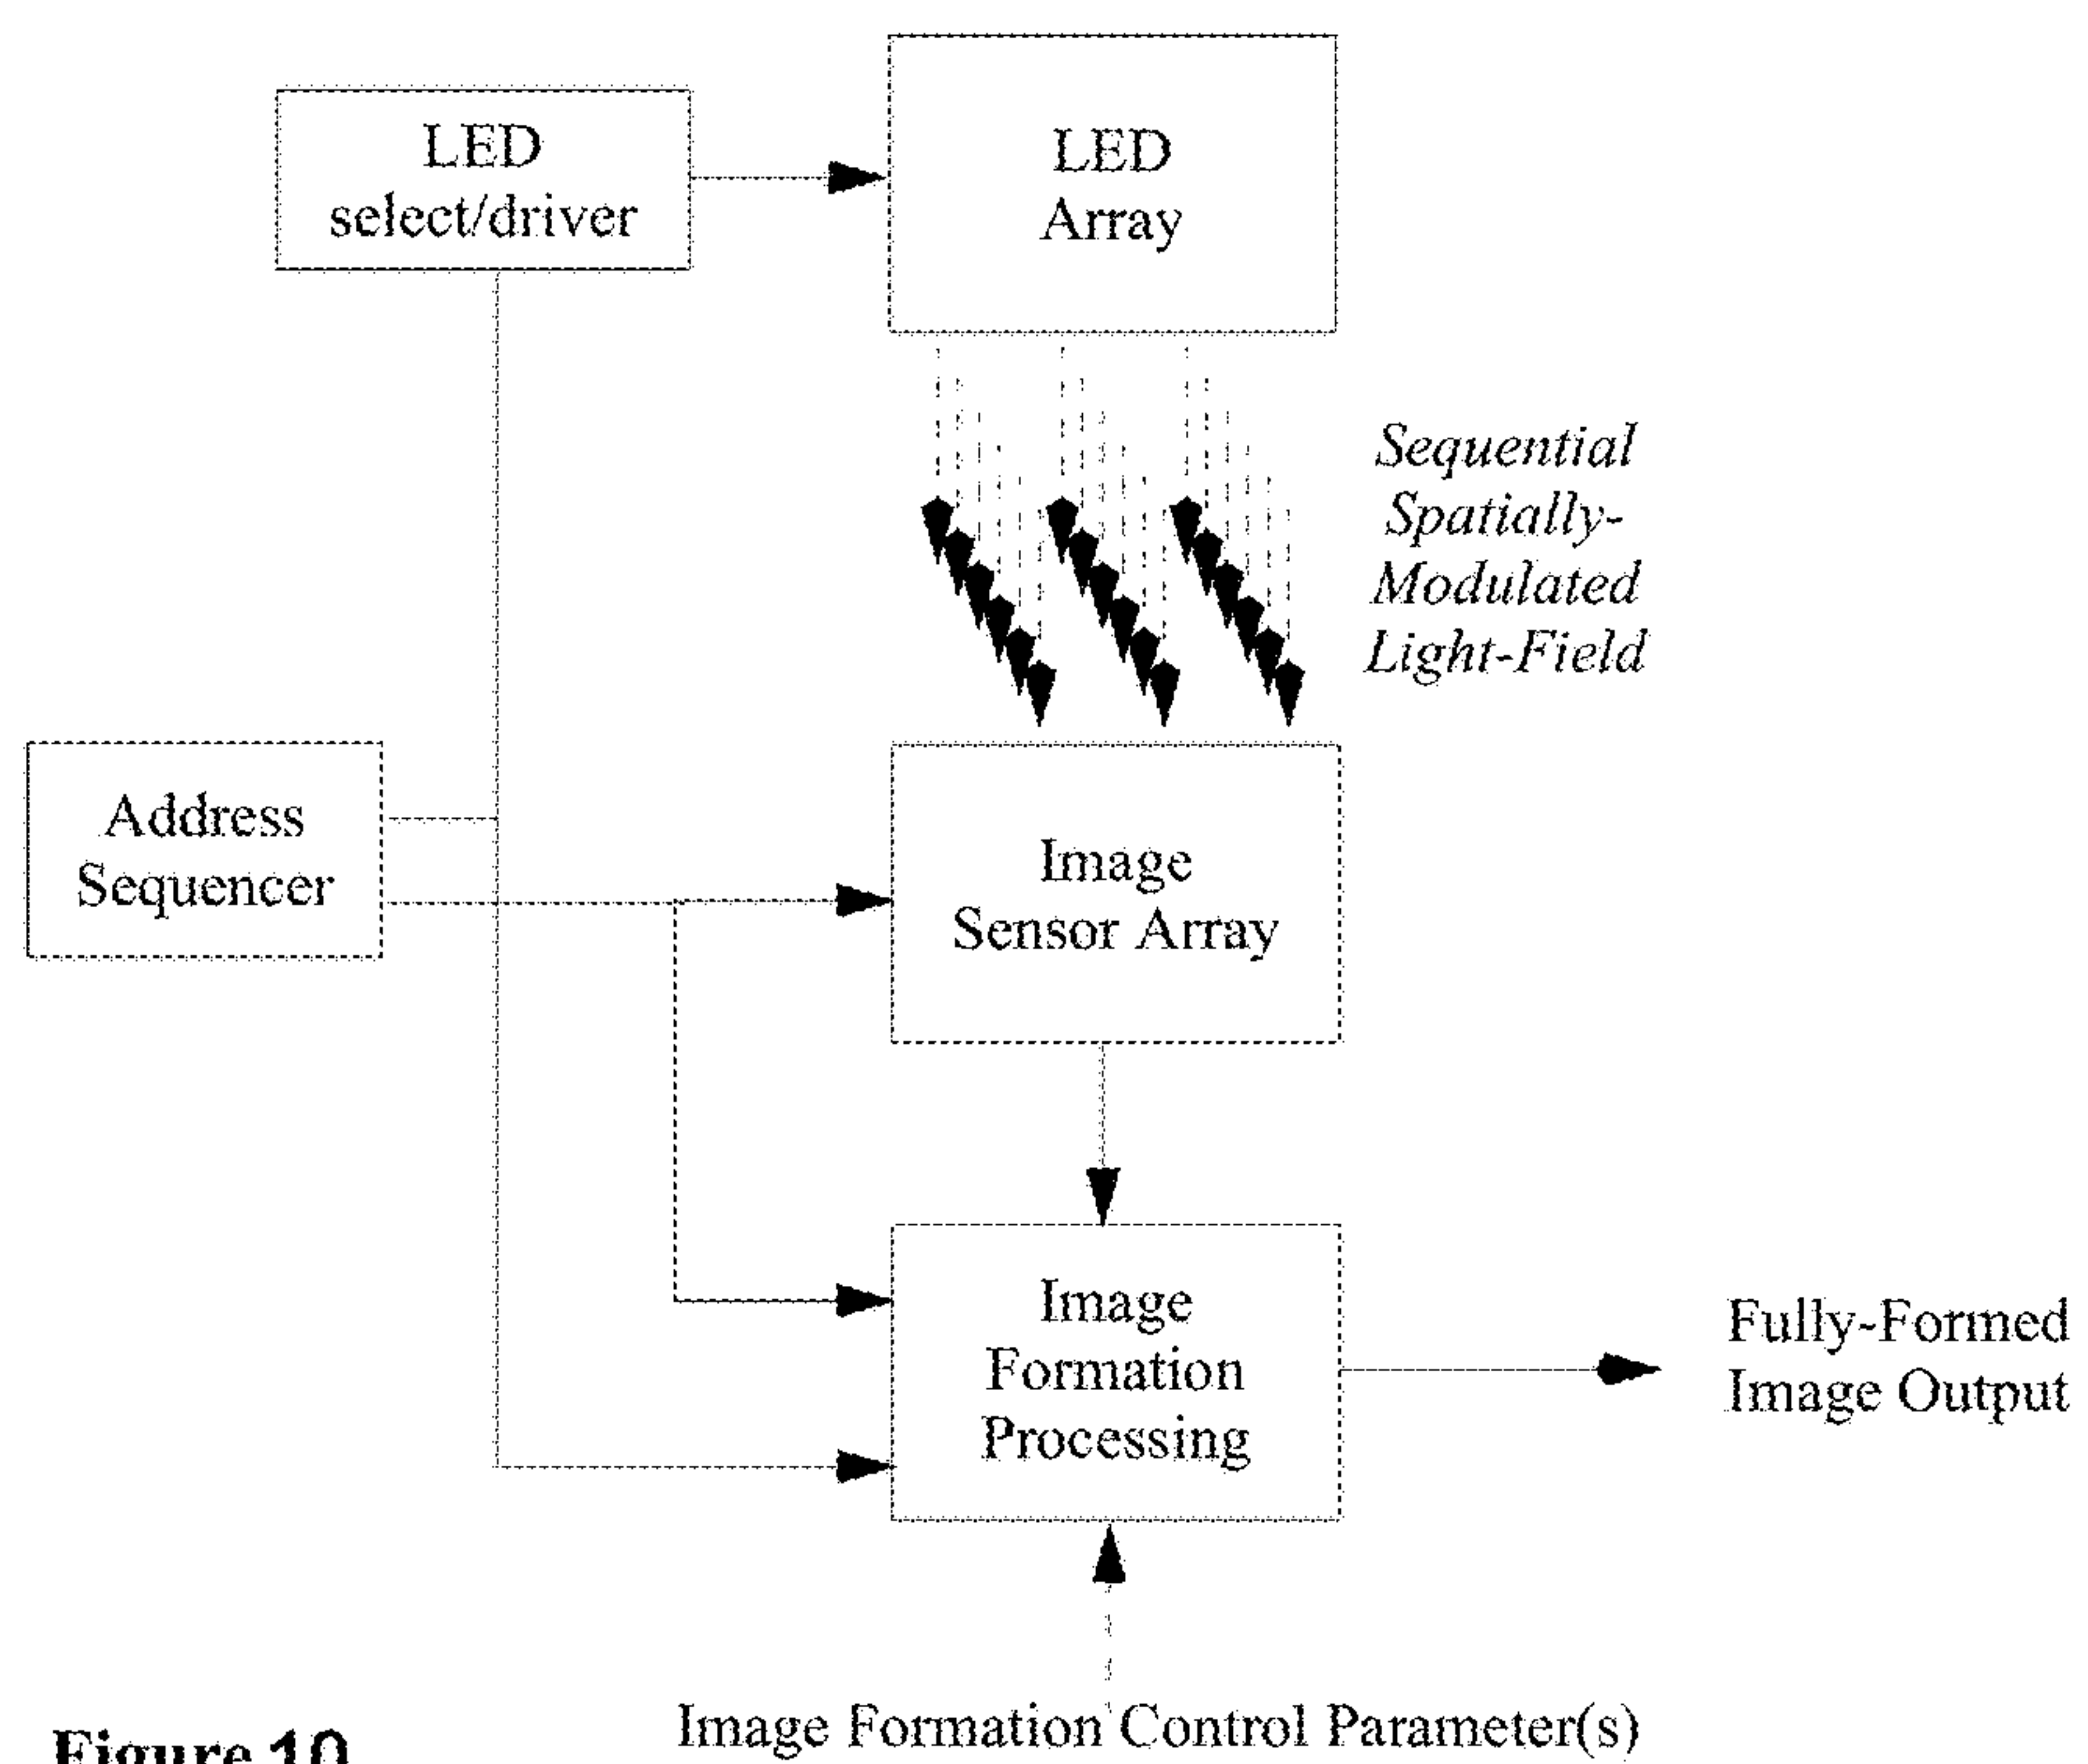 LED
select/driver
LED
Array
Sequential
Spatially-
Modulated
Light-Field
Address
Sequencer
Image
Sensor Array
Image
Formation
Processing
Fully-Formed
Image Output
Image Formation Control Parameter(s)
Figure 10